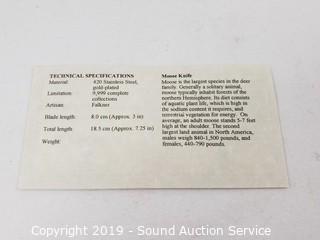 TECHNICAL SPECIFICATIONS
Material: 420 Stainless Steel,
gold-plated
Limitation: 9,999 complete
collections
Artisan: Falkner
Blade length: 8.0 cm (Approx. 3 in)
Total length: 18.5 cm (Approx. 7.25 in)
Weight:
Moose Knife
Moose is the largest species in the deer
family. Generally a solitary animal,
moose typically inhabit forests of the
northern Hemisphere. Its diet consists
of aquatic plant life, which is high in
the sodium content it requires, and
terrestrial vegetation for energy. On
average, an adult moose stands 5-7 feet
high at the shoulder. The second
largest land animal in North America,
males weigh 840-1,500 pounds, and
females, 440-790 pounds.
Copyright 2019 - Sound Auction Service